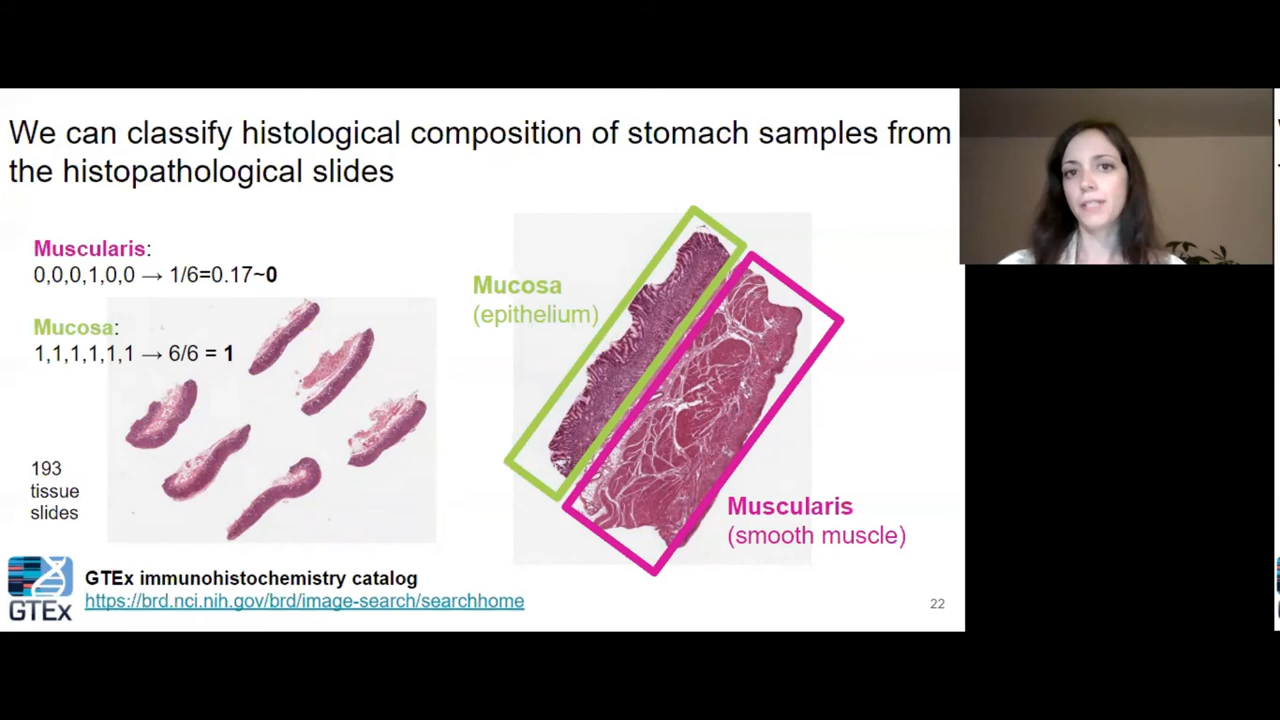 We can classify histological composition of stomach samples from
the histopathological slides
Muscularis:
0,0,0,1,0,0 → 1/6=0.17~0
Mucosa:
1,1,1,1,1,1 → 6/6 = 1
193
tissue
slides
Mucosa
(epithelium)
Muscularis
(smooth muscle)
GTEx
GTEx immunohistochemistry catalog
https://brd.nci.nih.gov/brd/image-search/searchhome
22